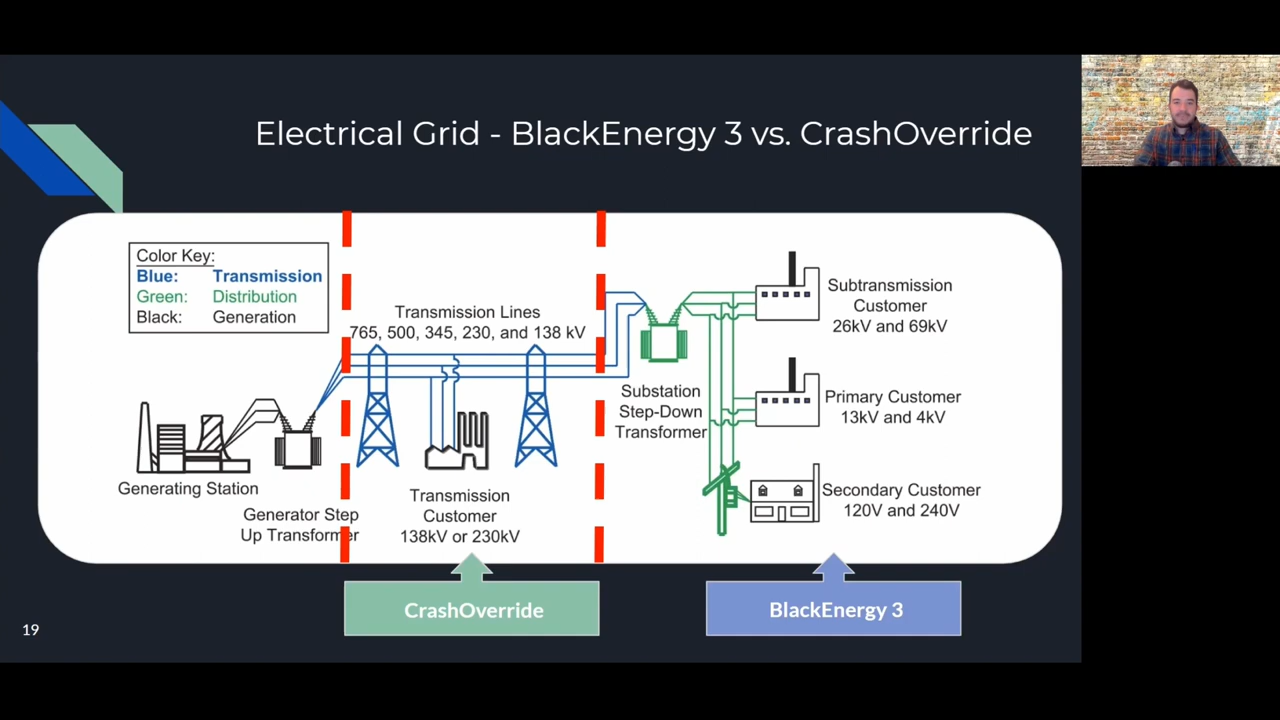 Electrical Grid - BlackEnergy 3 vs. CrashOverride
Color Key:
Blue: Transmission
Green: Distribution
Black: Generation
Transmission Lines
765, 500, 345, 230, and 138 kV
Subtransmission
Customer
26kV and 69kV
Substation
Step-Down
Transformer
Primary Customer
13kV and 4kV
Generating Station
Generator Step
Up Transformer
Transmission
Customer
138kV or 230kV
Secondary Customer
120V and 240V
CrashOverride
BlackEnergy 3
19